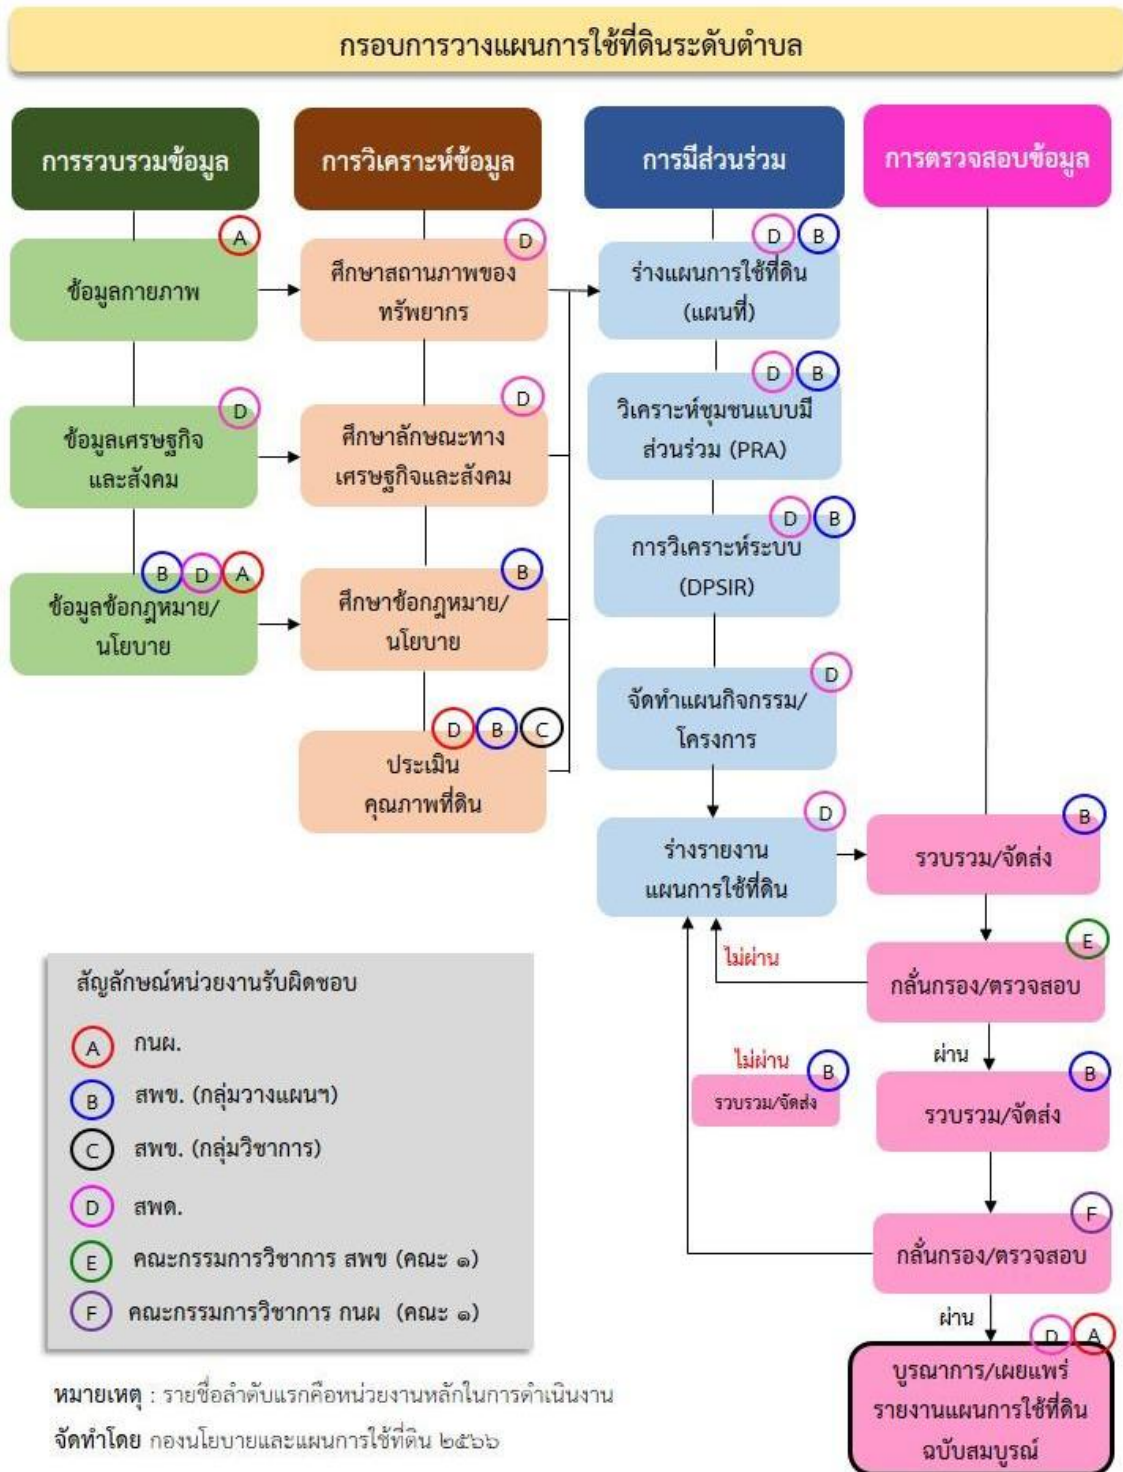 กรอบการวางแผนการใช้ที่ดินระดับตำบล
การรวบรวมข้อมูล
A
ข้อมูลกายภาพ
D
ข้อมูลเศรษฐกิจ
และสังคม
B D A
ข้อมูลข้อกฎหมาย/
นโยบาย
การวิเคราะห์ข้อมูล
D
ศึกษาสถานภาพของ
ทรัพยากร
D
ศึกษาลักษณะทาง
เศรษฐกิจและสังคม
B
ศึกษาข้อกฎหมาย/
นโยบาย
D B C
ประเมิน
คุณภาพที่ดิน
การมีส่วนร่วม
D B
ร่างแผนการใช้ที่ดิน
(แผนที่)
D B
วิเคราะห์ชุมชนแบบมี
ส่วนร่วม (PRA)
D B
การวิเคราะห์ระบบ
(DPSIR)
D
จัดทำแผนกิจกรรม/
โครงการ
D
ร่างรายงาน
แผนการใช้ที่ดิน
การตรวจสอบข้อมูล
B
รวบรวม/จัดส่ง
E
กลั่นกรอง/ตรวจสอบ
ไม่ผ่าน
ผ่าน
B
รวบรวม/จัดส่ง
ไม่ผ่าน
B
รวบรวม/จัดส่ง
F
กลั่นกรอง/ตรวจสอบ
ผ่าน
D A
บูรณาการ/เผยแพร่
รายงานแผนการใช้ที่ดิน
ฉบับสมบูรณ์
สัญลักษณ์หน่วยงานรับผิดชอบ
A กนผ.
B สพข. (กลุ่มวางแผนฯ)
C สพข. (กลุ่มวิชาการ)
D สพด.
E คณะกรรมการวิชาการ สพข (คณะ ๑)
F คณะกรรมการวิชาการ กนผ (คณะ ๑)
หมายเหตุ : รายชื่อลำดับแรกคือหน่วยงานหลักในการดำเนินงาน
จัดทำโดย กองนโยบายและแผนการใช้ที่ดิน ๒๕๖๖